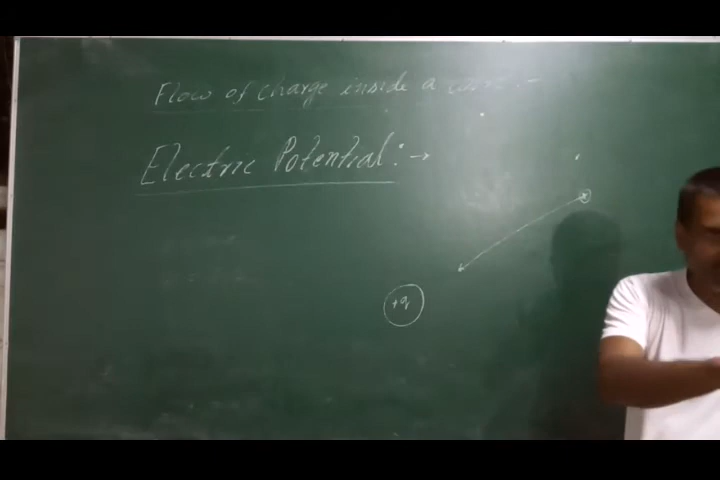 Flow of charge inside a
Electric Potential :→
+q